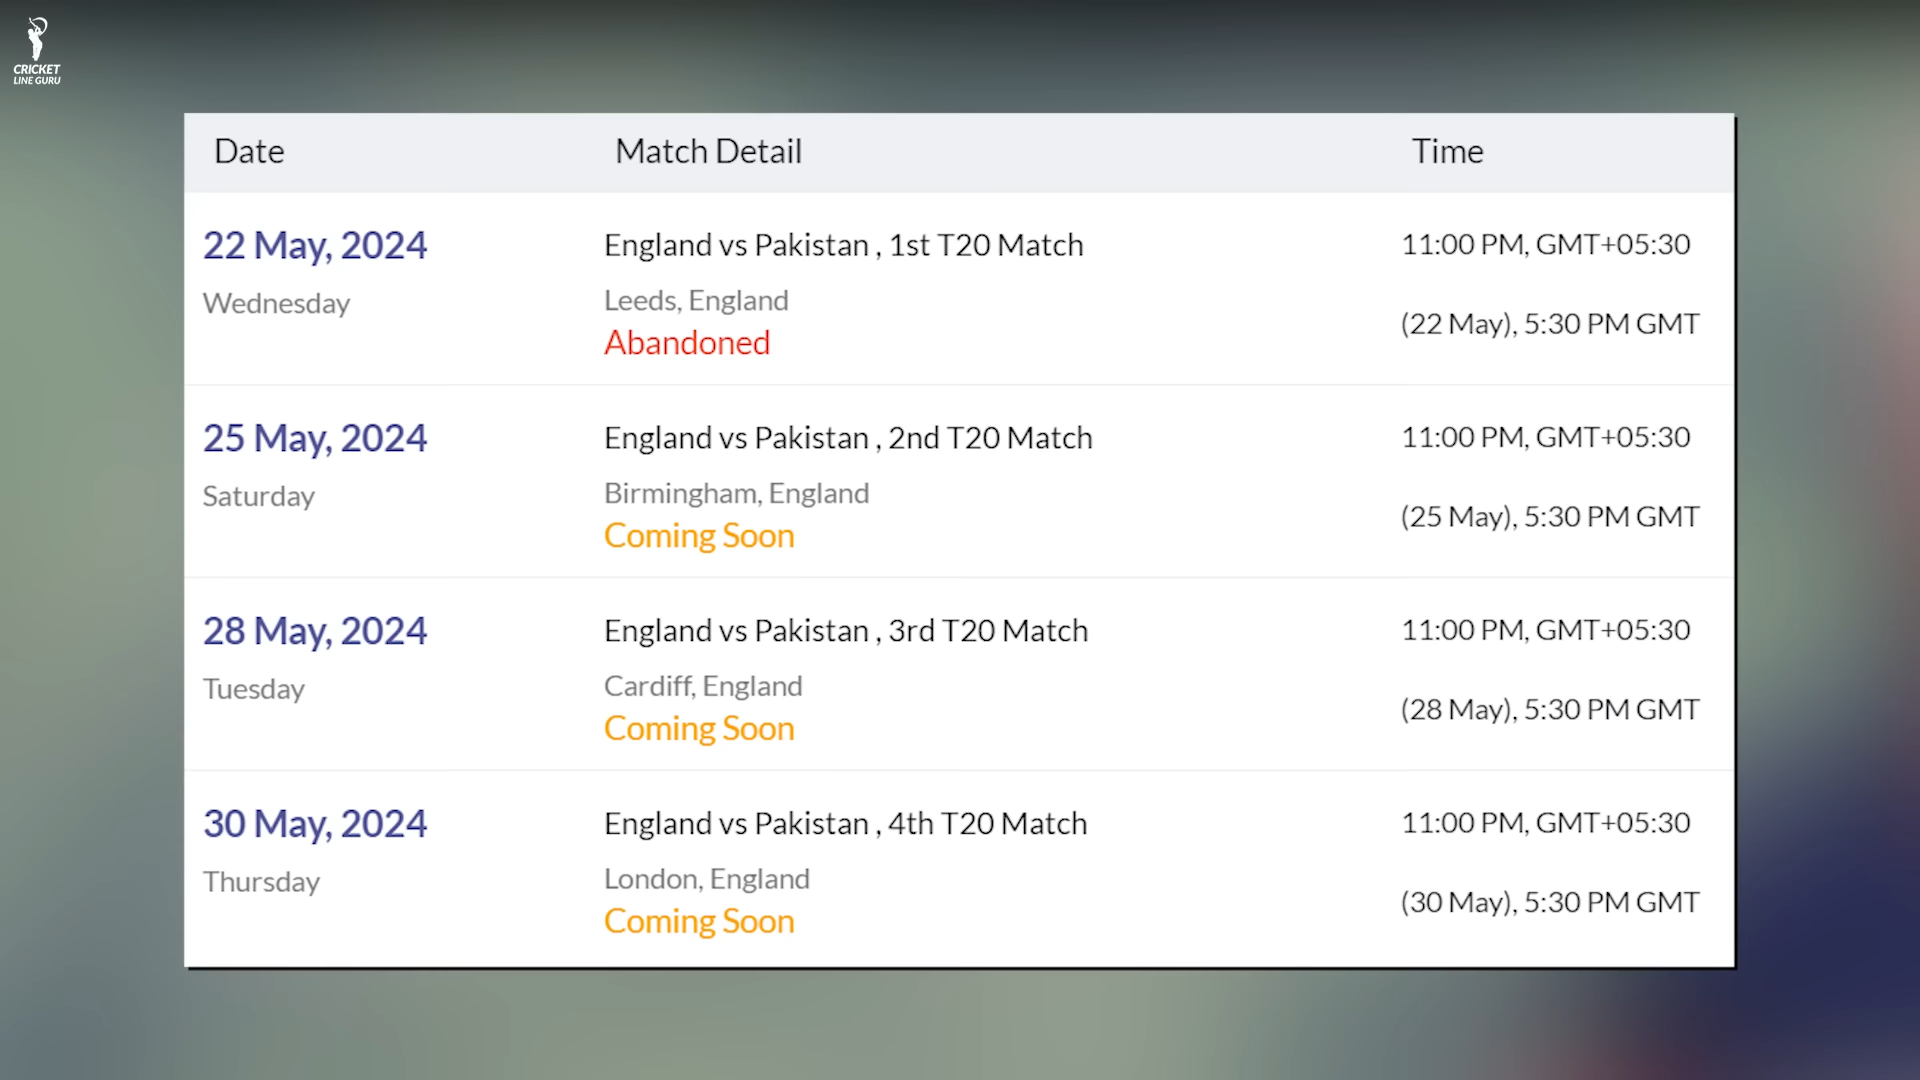 CRICKET
LINE GURU
Date Match Detail Time
22 May, 2024 England vs Pakistan , 1st T20 Match 11:00 PM, GMT+05:30
Wednesday Leeds, England (22 May), 5:30 PM GMT
Abandoned
25 May, 2024 England vs Pakistan , 2nd T20 Match 11:00 PM, GMT+05:30
Saturday Birmingham, England (25 May), 5:30 PM GMT
Coming Soon
28 May, 2024 England vs Pakistan , 3rd T20 Match 11:00 PM, GMT+05:30
Tuesday Cardiff, England (28 May), 5:30 PM GMT
Coming Soon
30 May, 2024 England vs Pakistan , 4th T20 Match 11:00 PM, GMT+05:30
Thursday London, England (30 May), 5:30 PM GMT
Coming Soon